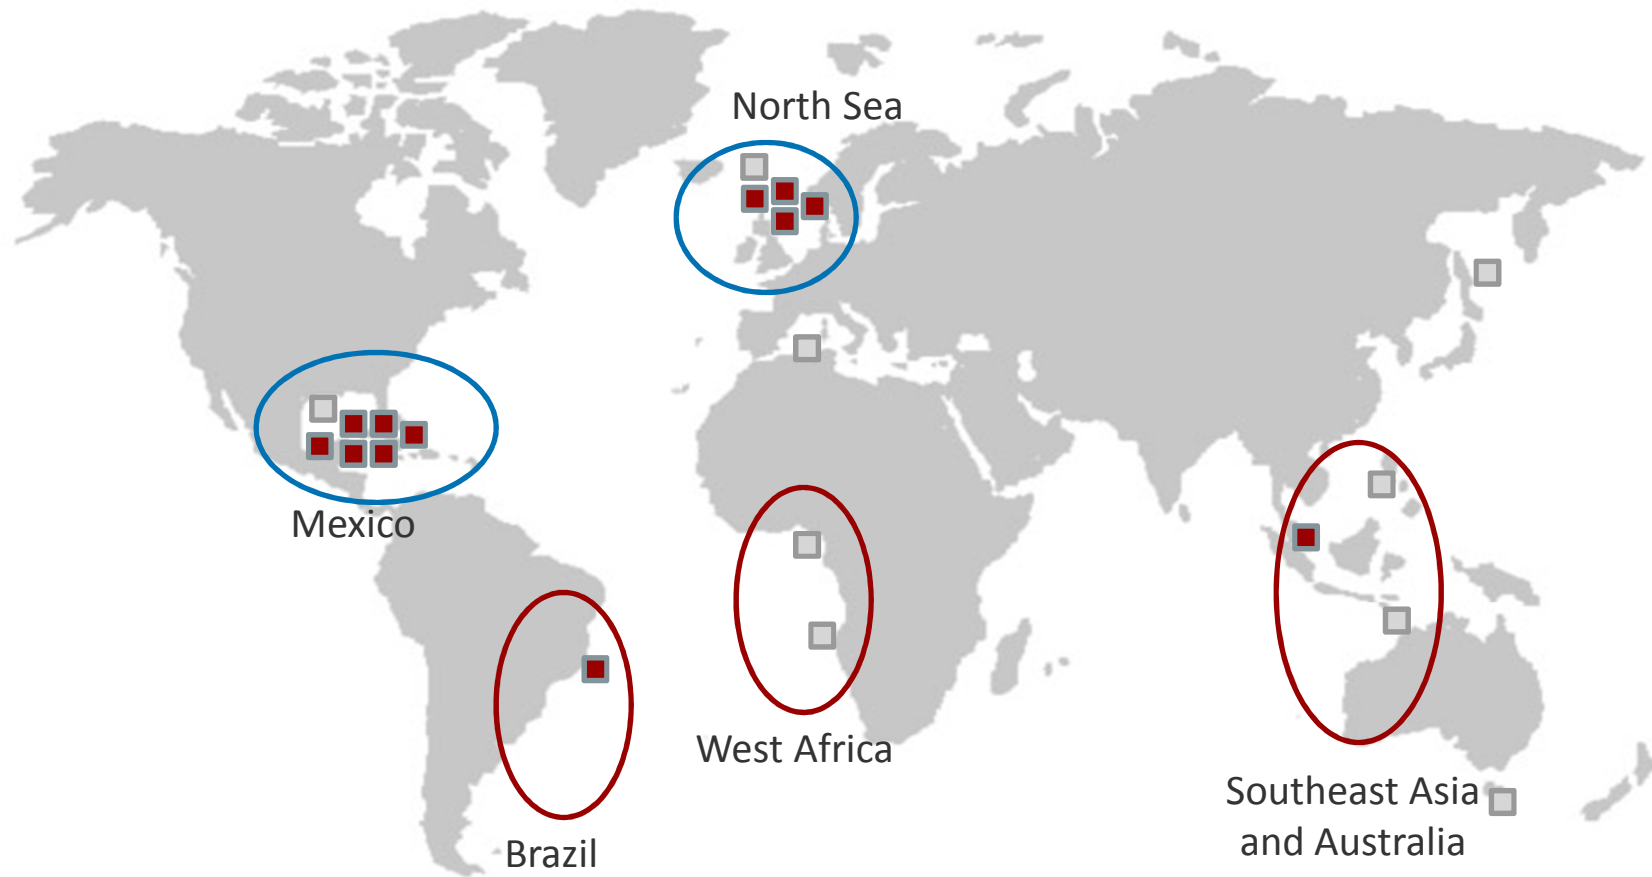 North Sea
Mexico
West Africa
Southeast Asia
and Australia
Brazil